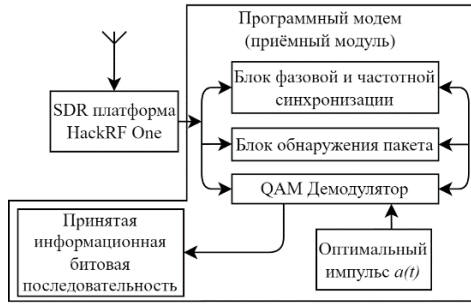 Программный модем
(приёмный модуль)
SDR платформа
HackRF One
Блок фазовой и частотной
синхронизации
Блок обнаружения пакета
QAM Демодулятор
Принятая
информационная
битовая
последовательность
Оптимальный
импульс a(t)